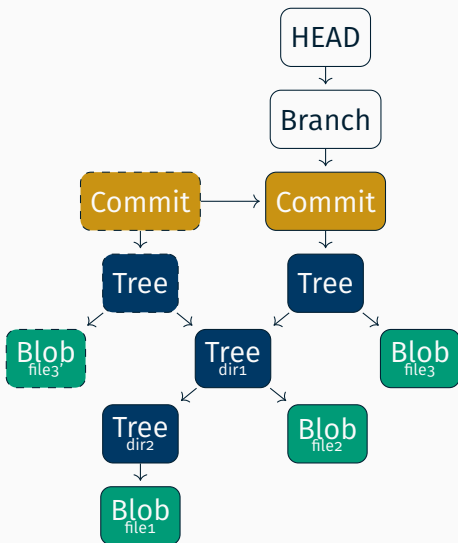 HEAD
Branch
Commit
Commit
Tree
Tree
Blob
file3'
Tree
dir1
Blob
file3
Tree
dir2
Blob
file2
Blob
file1